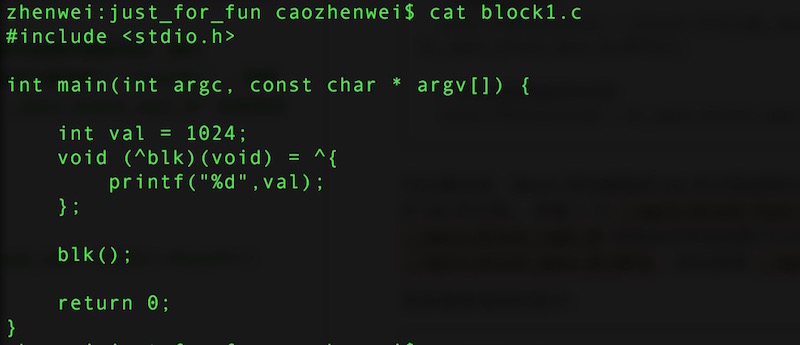 zhenwei:just_for_fun caozhenwei$ cat block1.c
#include <stdio.h>
int main(int argc, const char * argv[]) {
    int val = 1024;
    void (^blk)(void) = ^{
        printf("%d",val);
    };
    blk();
    return 0;
}